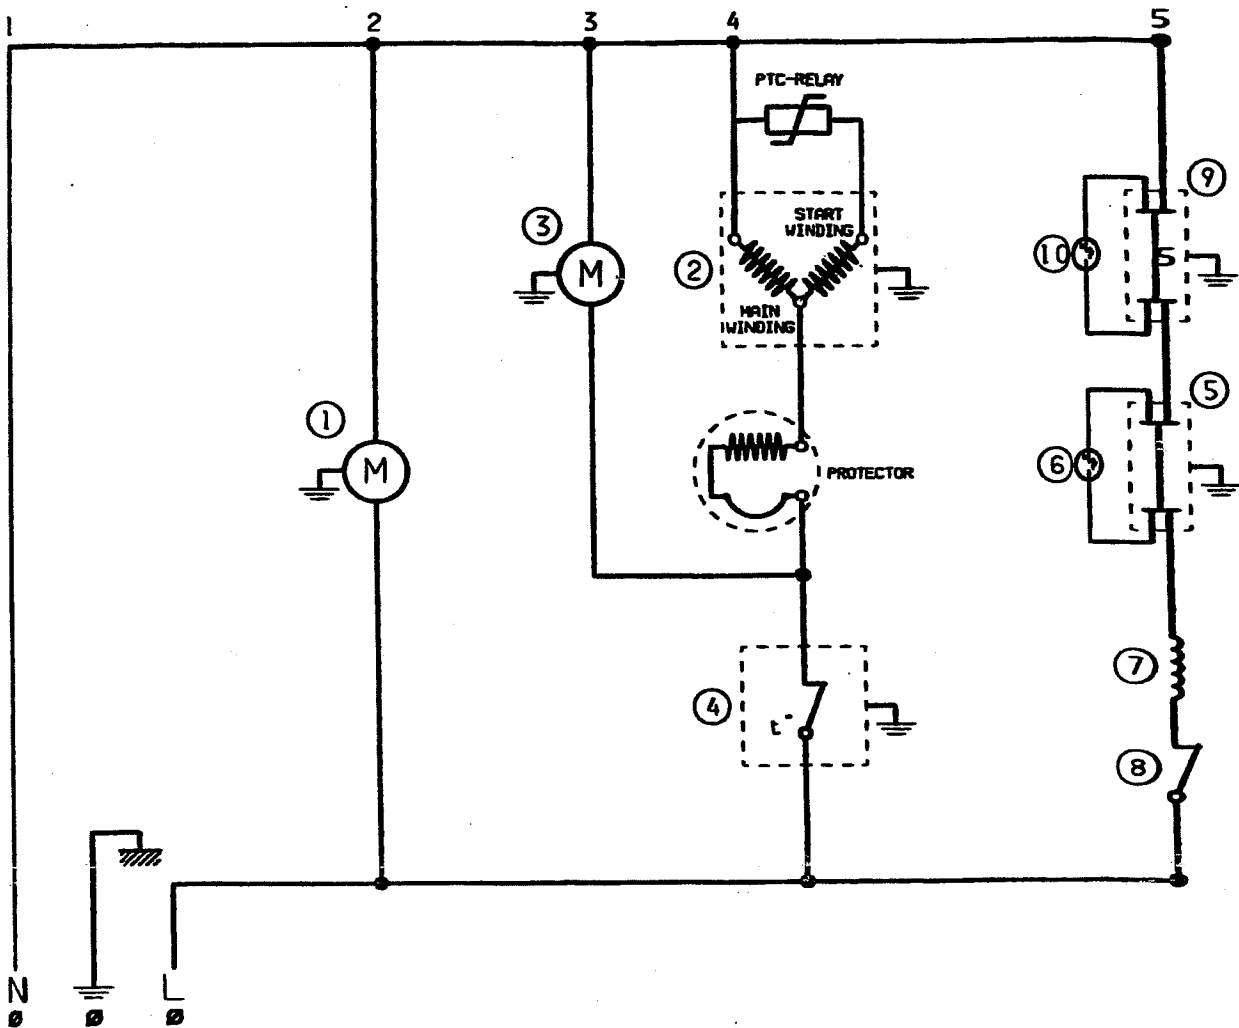 1 2 3 4 5
PTC-RELAY
9
START
WINDING
3
M
2
10
S
MAIN
WINDING
5
1
M
6
PROTECTOR
7
4
t°
8
N L
Ø Ø Ø